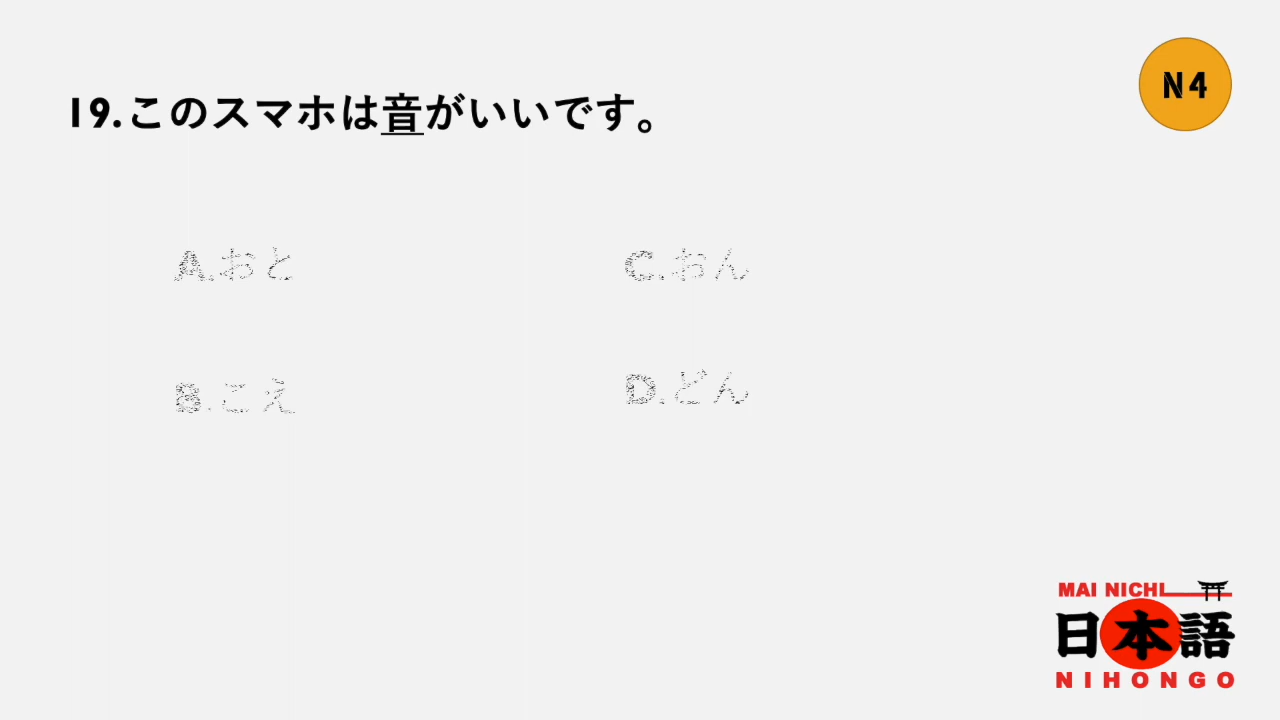 N4
19.このスマホは音がいいです。
A.おと
C.おん
B.こえ
D.どん
MAI NICHI
日本語
NIHONGO